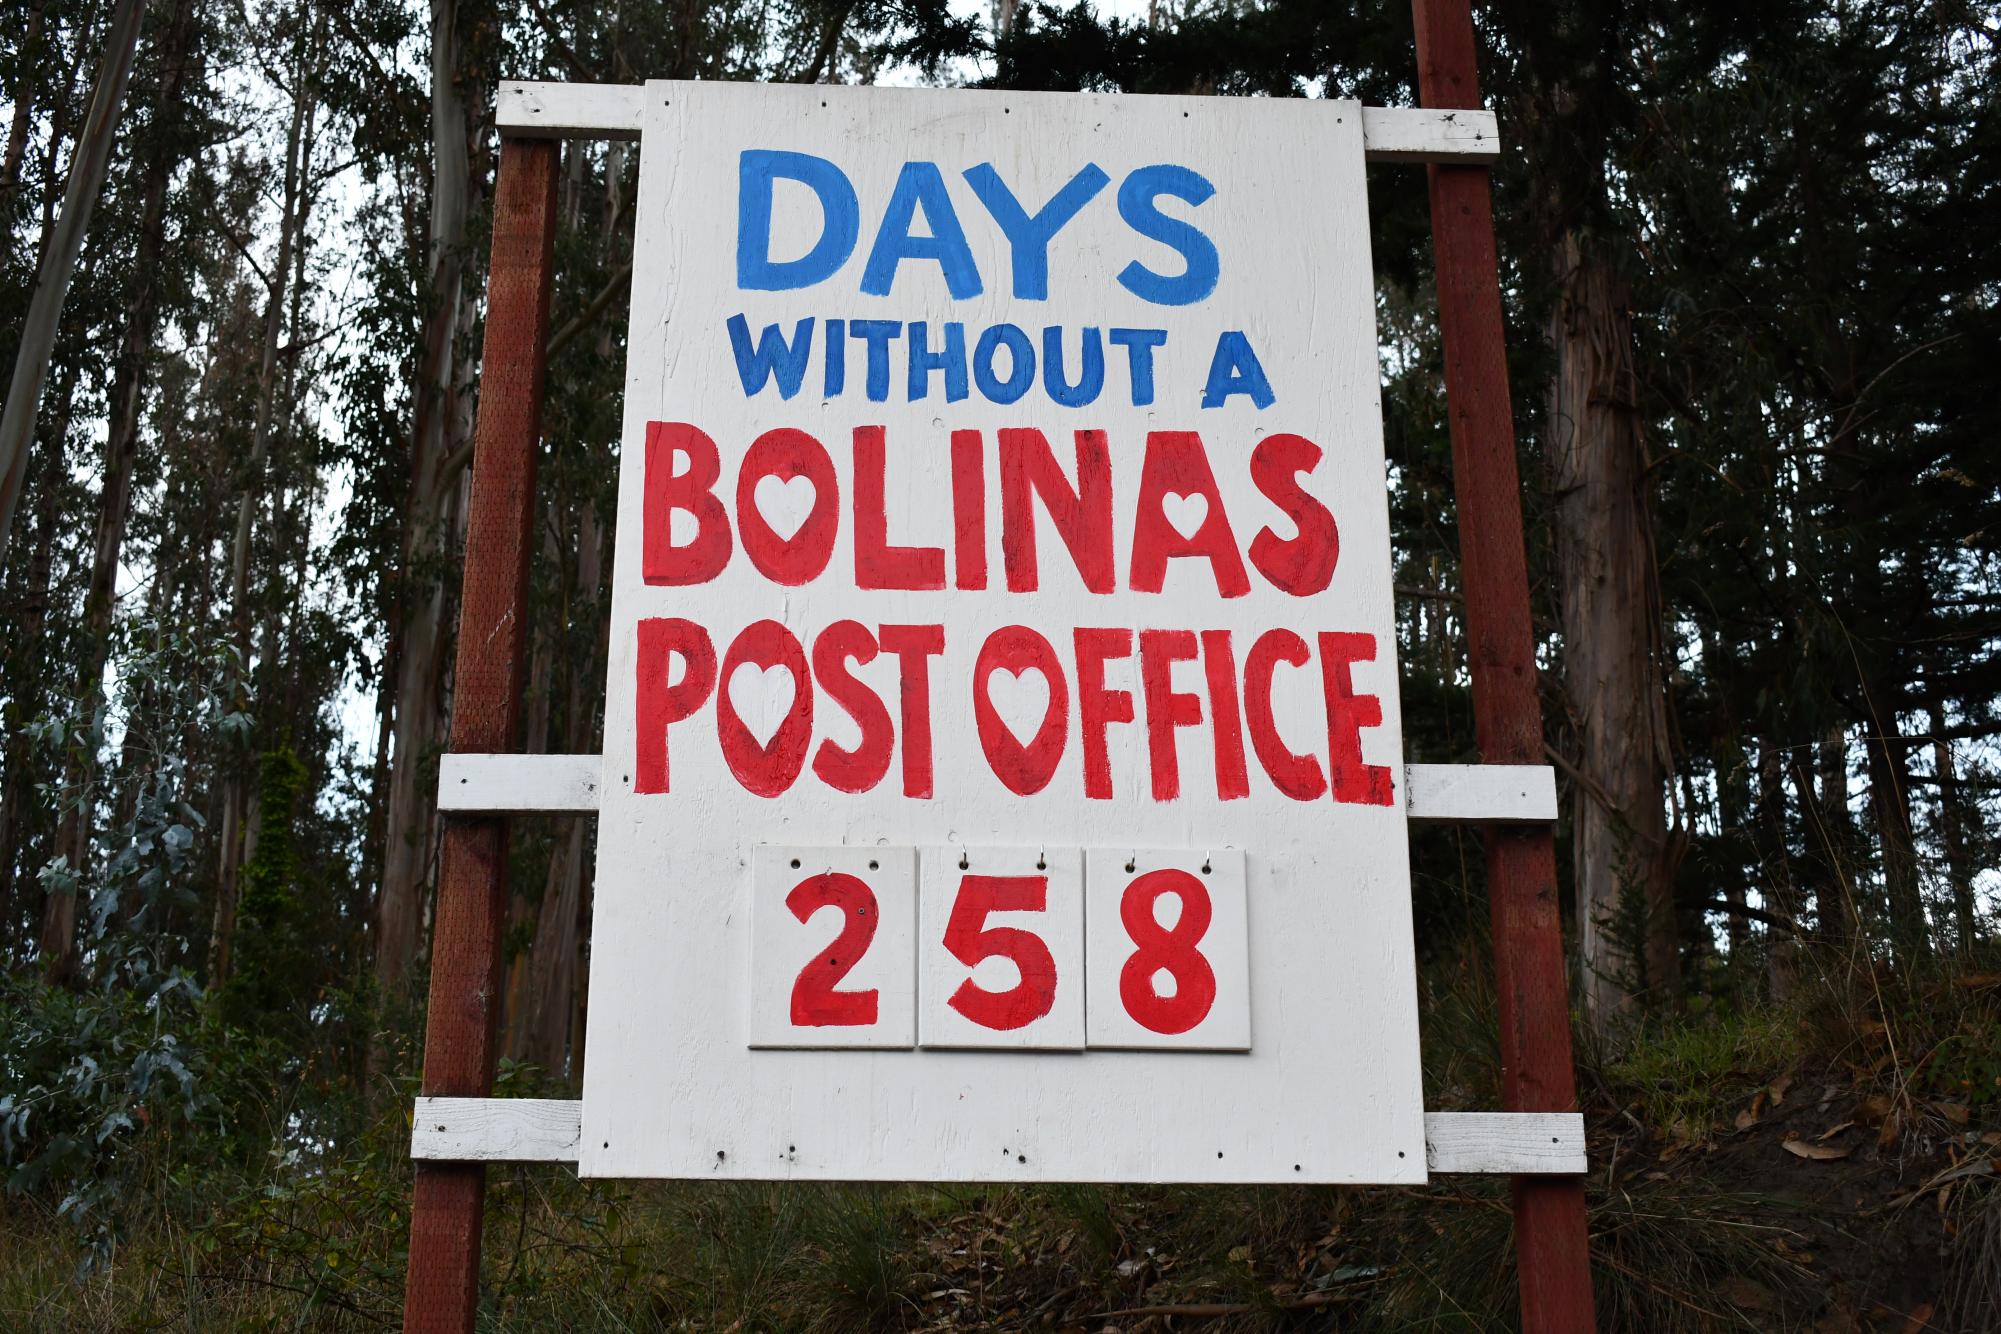 DAYS
WITHOUT A
BOLINAS
POST OFFICE
258